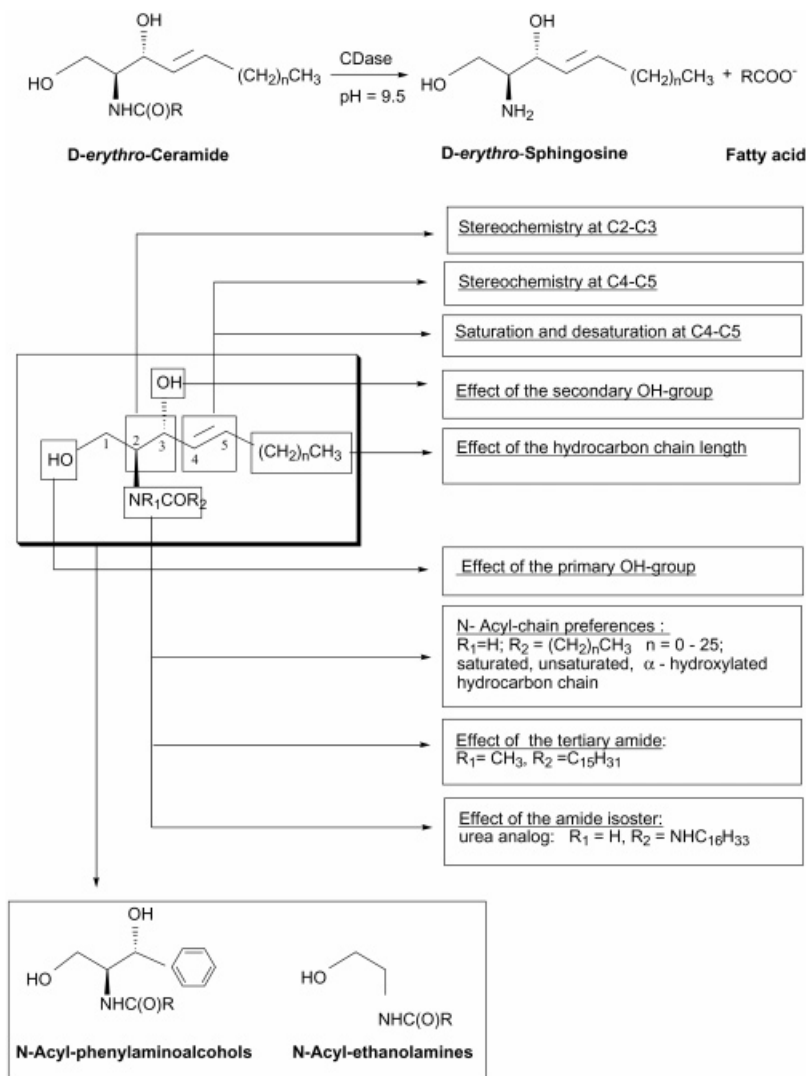 OH
HO
NHC(O)R
(CH₂)ₙCH₃
D-erythro-Ceramide
CDase
pH = 9.5
OH
HO
NH₂
(CH₂)ₙCH₃ + RCOO⁻
D-erythro-Sphingosine
Fatty acid
Stereochemistry at C2-C3
Stereochemistry at C4-C5
Saturation and desaturation at C4-C5
Effect of the secondary OH-group
Effect of the hydrocarbon chain length
OH
HO
1
2
3
4
5
(CH₂)ₙCH₃
NR₁COR₂
Effect of the primary OH-group
N- Acyl-chain preferences :
R₁=H; R₂ = (CH₂)ₙCH₃ n = 0 - 25;
saturated, unsaturated, α - hydroxylated
hydrocarbon chain
Effect of the tertiary amide:
R₁= CH₃, R₂ =C₁₅H₃₁
Effect of the amide isoster:
urea analog: R₁ = H, R₂ = NHC₁₆H₃₃
OH
HO
NHC(O)R
N-Acyl-phenylaminoalcohols
HO
NHC(O)R
N-Acyl-ethanolamines